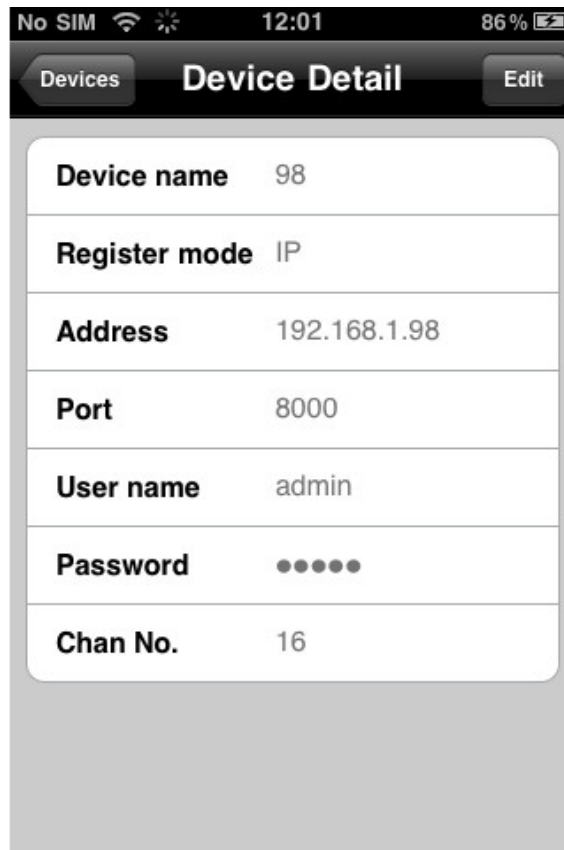 No SIM 12:01 86%
Devices Device Detail Edit
Device name 98
Register mode IP
Address 192.168.1.98
Port 8000
User name admin
Password ●●●●●
Chan No. 16